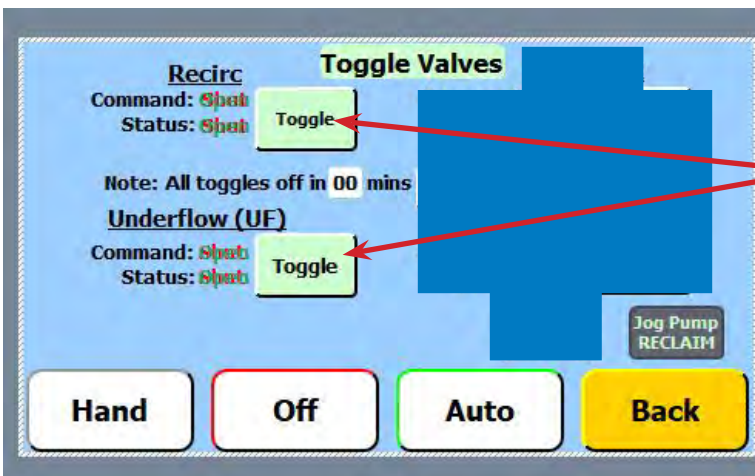 Toggle Valves
Recirc
Command:
Status:
Toggle
Note: All toggles off in 00 mins
Underflow (UF)
Command:
Status:
Toggle
Jog Pump
RECLAIM
Hand
Off
Auto
Back